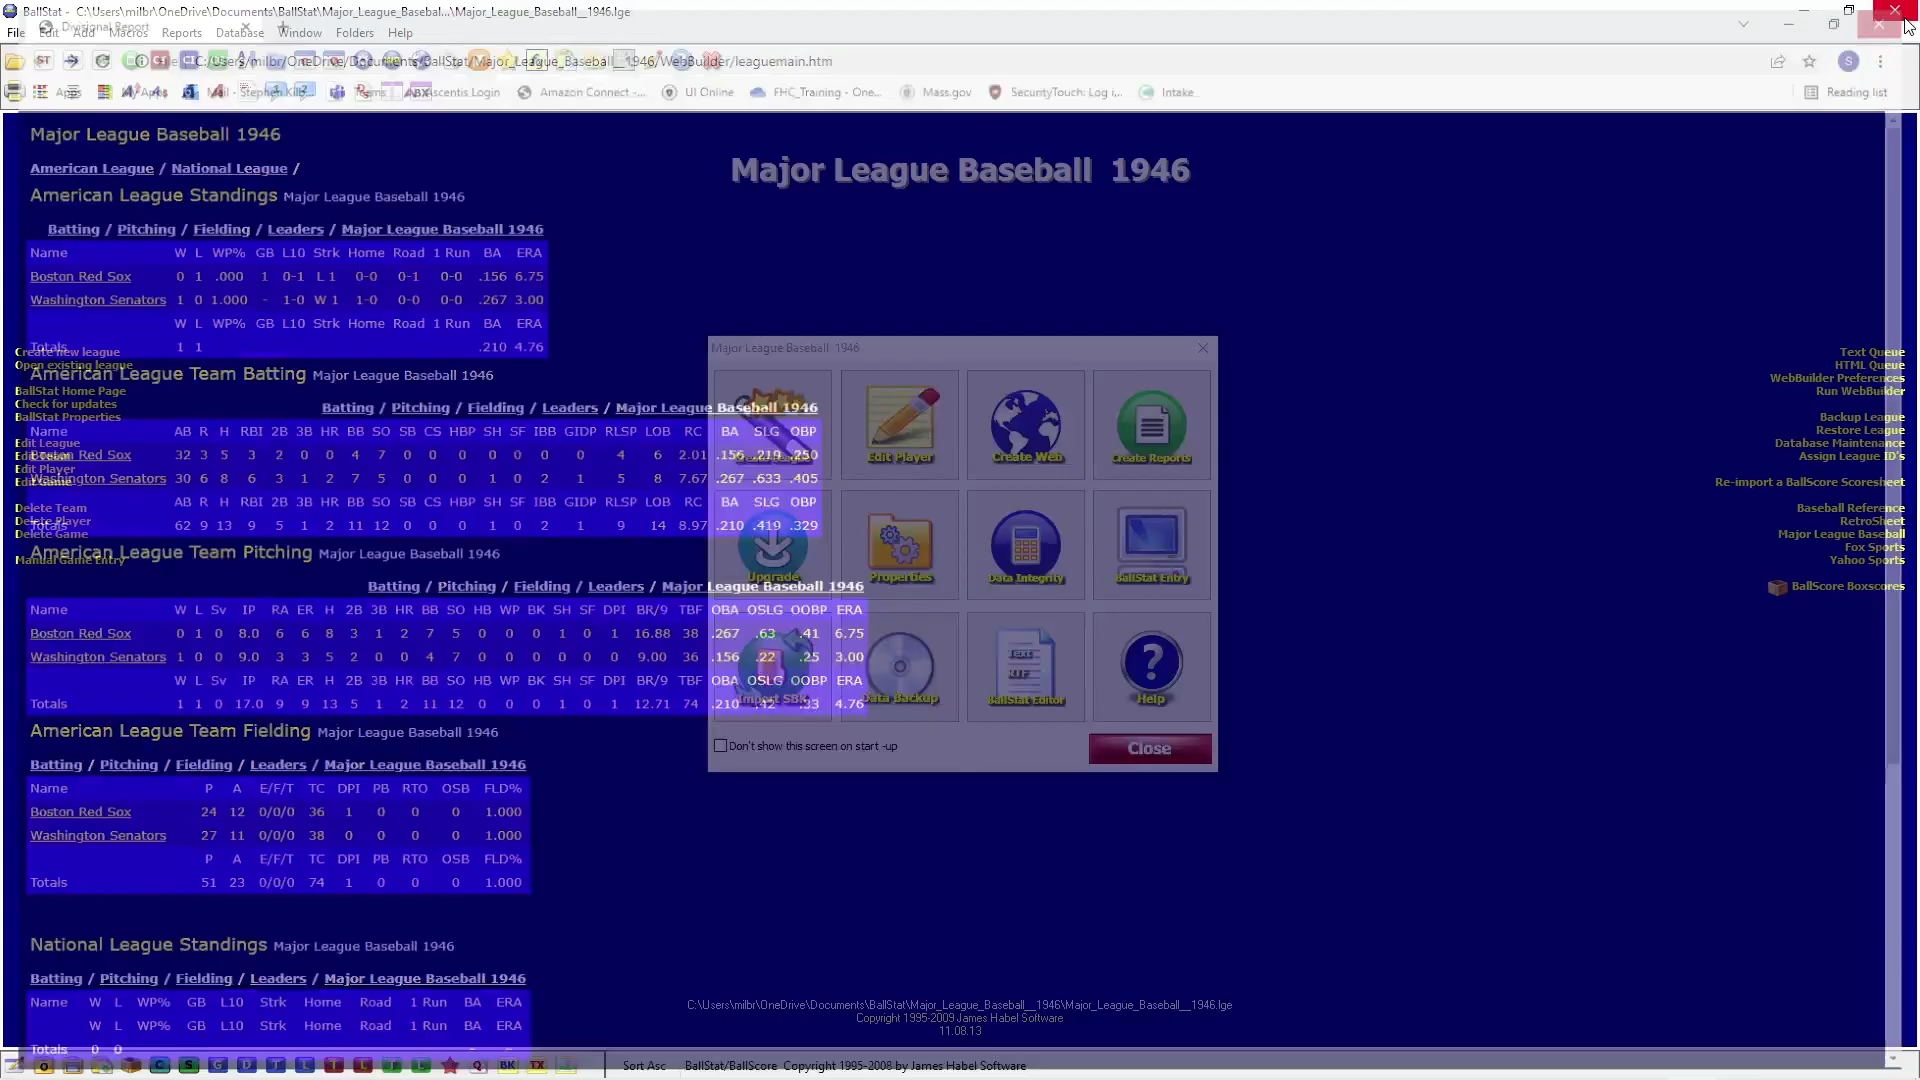 BallStat - C:\Users\milbr\OneDrive\Documents\BallStat\Major_League_Basebal...\Major_League_Baseball__1946.lge
Divisional Report
File Edit Add Macros Reports Database Window Folders Help
C:/Users/milbr/OneDrive/Documents/BallStat/Major_League_Baseball__1946/WebBuilder/leaguemain.htm
Apps Ascentis Login Amazon Connect -... UI Online FHC_Training - One... Mass.gov SecurityTouch: Log i... Intake Reading list
Major League Baseball 1946
Major League Baseball 1946
American League / National League /
American League Standings Major League Baseball 1946
Batting / Pitching / Fielding / Leaders / Major League Baseball 1946
Name W L WP% GB L10 Strk Home Road 1 Run BA ERA
Boston Red Sox 0 1 .000 1 0-1 L 1 0-0 0-1 0-0 .156 6.75
Washington Senators 1 0 1.000 - 1-0 W 1 1-0 0-0 0-0 .267 3.00
W L WP% GB L10 Strk Home Road 1 Run BA ERA
Totals 1 1 .210 4.76
American League Team Batting Major League Baseball 1946
Batting / Pitching / Fielding / Leaders / Major League Baseball 1946
Name AB R H RBI 2B 3B HR BB SO SB CS HBP SH SF IBB GIDP RLSP LOB RC BA SLG OBP
Boston Red Sox 32 3 5 3 2 0 0 4 7 0 0 0 0 0 0 0 4 6 2.01 .156 .219 .250
Washington Senators 30 6 8 6 3 1 2 7 5 0 0 0 1 0 2 1 5 8 7.67 .267 .633 .405
AB R H RBI 2B 3B HR BB SO SB CS HBP SH SF IBB GIDP RLSP LOB RC BA SLG OBP
Totals 62 9 13 9 5 1 2 11 12 0 0 0 1 0 2 1 9 14 8.97 .210 .419 .329
American League Team Pitching Major League Baseball 1946
Batting / Pitching / Fielding / Leaders / Major League Baseball 1946
Name W L Sv IP RA ER H 2B 3B HR BB SO HB WP BK SH SF DPI BR/9 TBF OBA OSLG OOBP ERA
Boston Red Sox 0 1 0 8.0 6 6 8 3 1 2 7 5 0 0 0 1 0 1 16.88 38 .267 .63 .41 6.75
Washington Senators 1 0 0 9.0 3 3 5 2 0 0 4 7 0 0 0 0 0 0 9.00 36 .156 .22 .25 3.00
W L Sv IP RA ER H 2B 3B HR BB SO HB WP BK SH SF DPI BR/9 TBF OBA OSLG OOBP ERA
Totals 1 1 0 17.0 9 9 13 5 1 2 11 12 0 0 0 1 0 1 12.71 74 .210 .42 .33 4.76
American League Team Fielding Major League Baseball 1946
Batting / Pitching / Fielding / Leaders / Major League Baseball 1946
Name P A E/F/T TC DPI PB RTO OSB FLD%
Boston Red Sox 24 12 0/0/0 36 1 0 0 0 1.000
Washington Senators 27 11 0/0/0 38 0 0 0 0 1.000
P A E/F/T TC DPI PB RTO OSB FLD%
Totals 51 23 0/0/0 74 1 0 0 0 1.000
National League Standings Major League Baseball 1946
Batting / Pitching / Fielding / Leaders / Major League Baseball 1946
Name W L WP% GB L10 Strk Home Road 1 Run BA ERA
W L WP% GB L10 Strk Home Road 1 Run BA ERA
Totals 0 0
Create new league
Open existing league
BallStat Home Page
Check for updates
BallStat Properties
Edit League
Edit Team
Edit Player
Edit Game
Delete Team
Delete Player
Delete Game
Manual Game Entry
Major League Baseball 1946
Edit Player Create Web Create Reports
Upgrade Properties Data Integrity BallStat Entry
Import SBK Data Backup BallStat Editor Help
Don't show this screen on start -up
Close
Text Queue
HTML Queue
WebBuilder Preferences
Run WebBuilder
Backup League
Restore League
Database Maintenance
Assign League ID's
Re-import a BallScore Scoresheet
Baseball Reference
RetroSheet
Major League Baseball
Fox Sports
Yahoo Sports
BallScore Boxscores
C:\Users\milbr\OneDrive\Documents\BallStat\Major_League_Baseball__1946\Major_League_Baseball__1946.lge
Copyright 1995-2009 James Habel Software
11.08.13
Sort Asc BallStat/BallScore Copyright 1995-2008 by James Habel Software